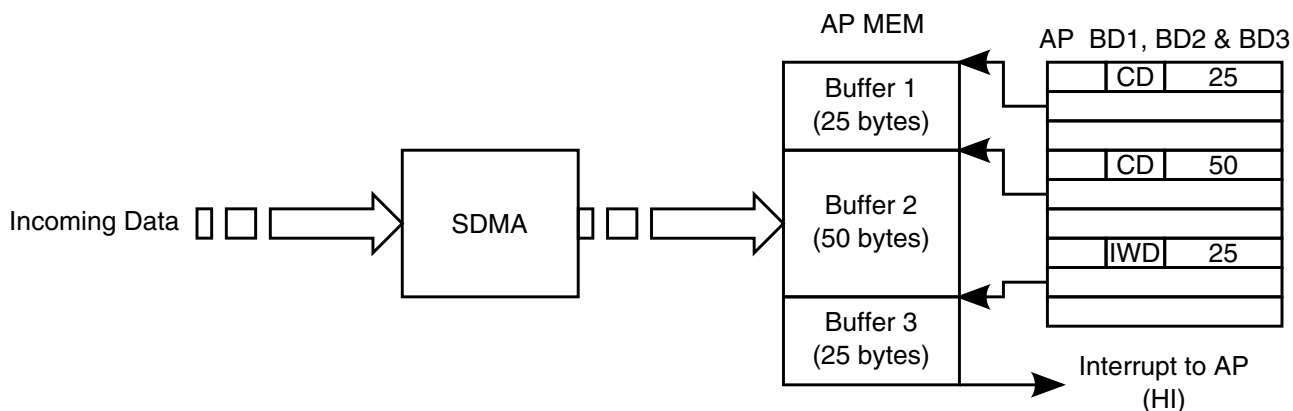 AP MEM
AP BD1, BD2 & BD3
Buffer 1
(25 bytes)
CD 25
Incoming Data
SDMA
Buffer 2
(50 bytes)
CD 50
IWD 25
Buffer 3
(25 bytes)
Interrupt to AP
(HI)